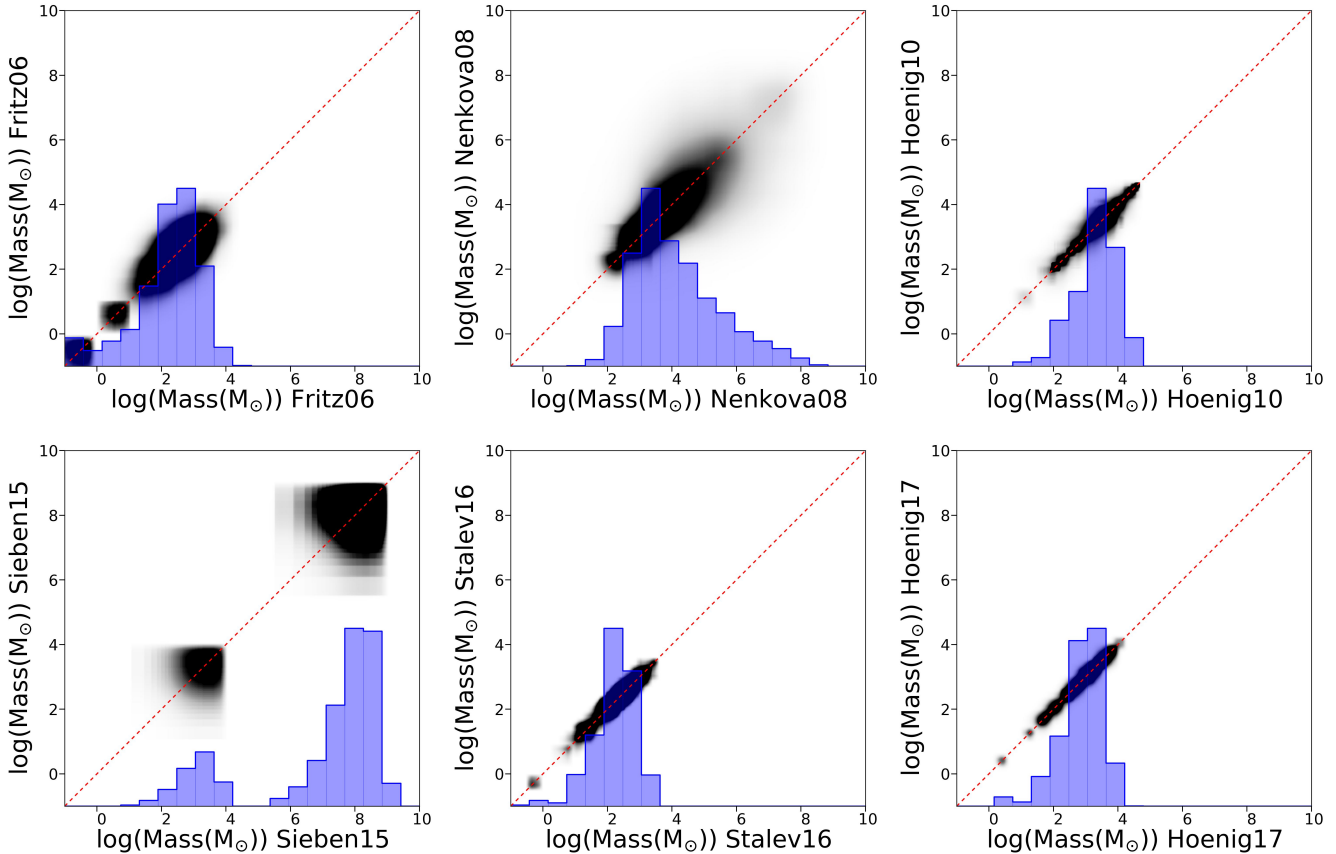 10
8
6
4
2
0
log(Mass(M☉)) Fritz06
0 2 4 6 8 10
log(Mass(M☉)) Fritz06
10
8
6
4
2
0
log(Mass(M☉)) Nenkova08
0 2 4 6 8 10
log(Mass(M☉)) Nenkova08
10
8
6
4
2
0
log(Mass(M☉)) Hoenig10
0 2 4 6 8 10
log(Mass(M☉)) Hoenig10
10
8
6
4
2
0
log(Mass(M☉)) Sieben15
0 2 4 6 8 10
log(Mass(M☉)) Sieben15
10
8
6
4
2
0
log(Mass(M☉)) Stalev16
0 2 4 6 8 10
log(Mass(M☉)) Stalev16
10
8
6
4
2
0
log(Mass(M☉)) Hoenig17
0 2 4 6 8 10
log(Mass(M☉)) Hoenig17